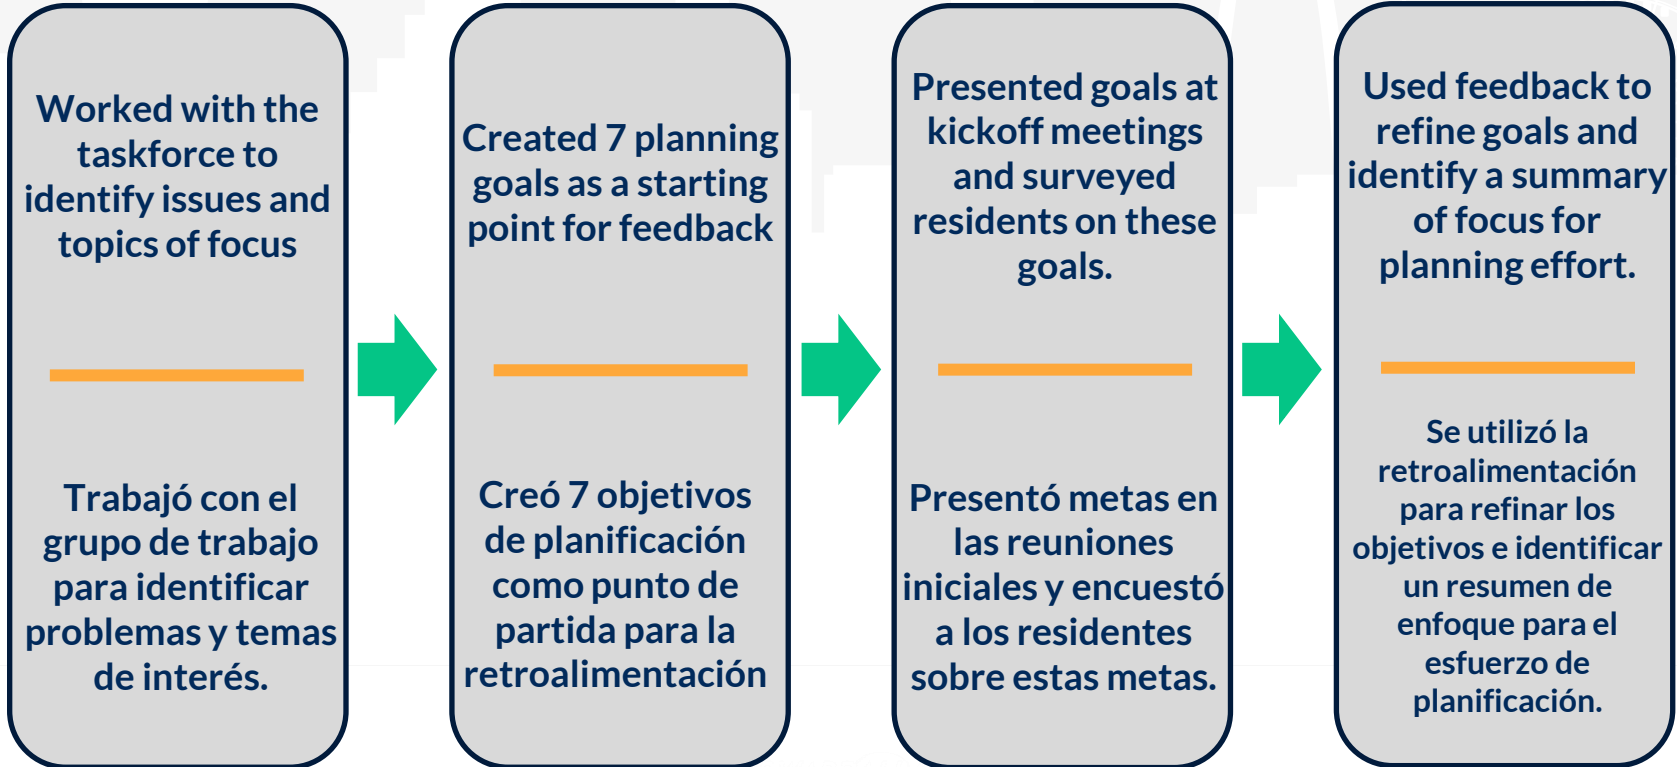 Worked with the
taskforce to
identify issues and
topics of focus
Trabajó con el
grupo de trabajo
para identificar
problemas y temas
de interés.
Created 7 planning
goals as a starting
point for feedback
Creó 7 objetivos
de planificación
como punto de
partida para la
retroalimentación
Presented goals at
kickoff meetings
and surveyed
residents on these
goals.
Presentó metas en
las reuniones
iniciales y encuestó
a los residentes
sobre estas metas.
Used feedback to
refine goals and
identify a summary
of focus for
planning effort.
Se utilizó la
retroalimentación
para refinar los
objetivos e identificar
un resumen de
enfoque para el
esfuerzo de
planificación.